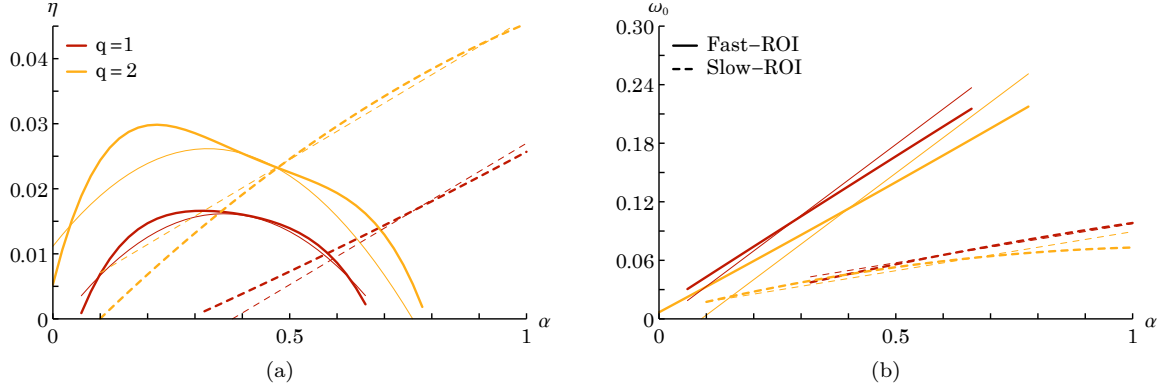 η
0.04
0.03
0.02
0.01
0
q=1
q=2
0
0.5
1
α
(a)
ω₀
0.30
0.24
0.18
0.12
0.06
0
Fast-ROI
Slow-ROI
0
0.5
1
α
(b)